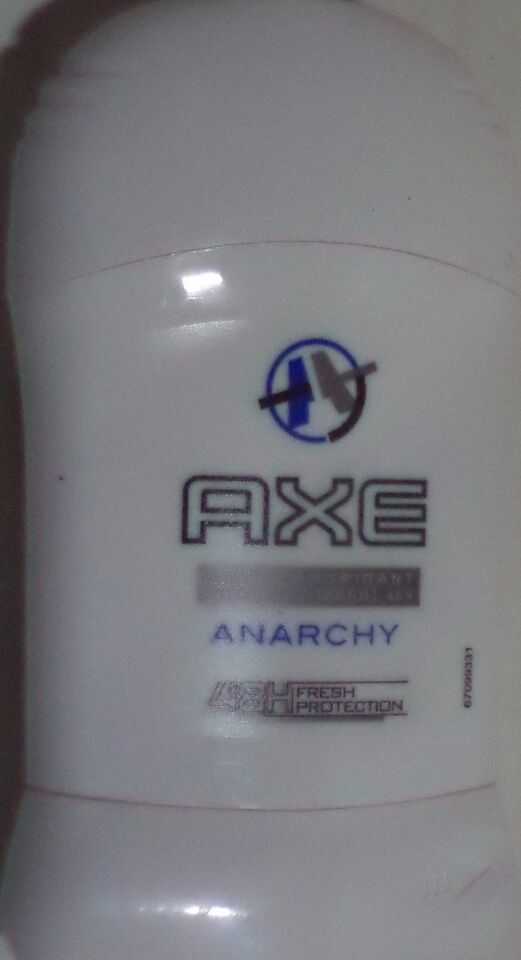 AXE
ANARCHY
48H FRESH
PROTECTION
67099331